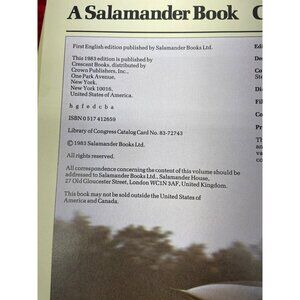 A Salamander Book
First English edition published by Salamander Books Ltd.
This 1983 edition is published by
Crescent Books, distributed by
Crown Publishers, Inc.,
One Park Avenue,
New York,
New York 10016,
United States of America.
h g f e d c b a
ISBN 0 517 412659
Library of Congress Catalog Card No. 83-72743
© 1983 Salamander Books Ltd.
All rights reserved.
All correspondence concerning the content of this volume should be
addressed to Salamander Books Ltd., Salamander House,
27 Old Gloucester Street, London WC1N 3AF, United Kingdom.
This book may not be sold outside the United States of
America and Canada.